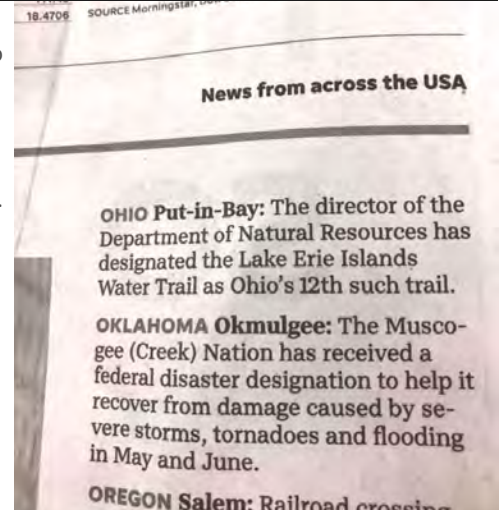 18.4706 SOURCE Morningstar,
News from across the USA
OHIO Put-in-Bay: The director of the
Department of Natural Resources has
designated the Lake Erie Islands
Water Trail as Ohio's 12th such trail.
OKLAHOMA Okmulgee: The Musco-
gee (Creek) Nation has received a
federal disaster designation to help it
recover from damage caused by se-
vere storms, tornadoes and flooding
in May and June.
OREGON Salem: Railroad crossing